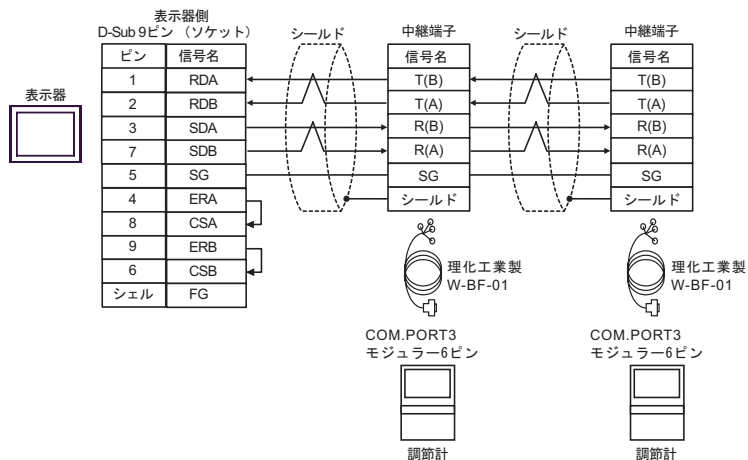 表示器側
D-Sub 9ピン （ソケット）
ピン 信号名
1 RDA
2 RDB
3 SDA
7 SDB
5 SG
4 ERA
8 CSA
9 ERB
6 CSB
シェル FG
表示器
シールド
中継端子
信号名
T(B)
T(A)
R(B)
R(A)
SG
シールド
理化工業製
W-BF-01
COM.PORT3
モジュラー6ピン
調節計
シールド
中継端子
信号名
T(B)
T(A)
R(B)
R(A)
SG
シールド
理化工業製
W-BF-01
COM.PORT3
モジュラー6ピン
調節計